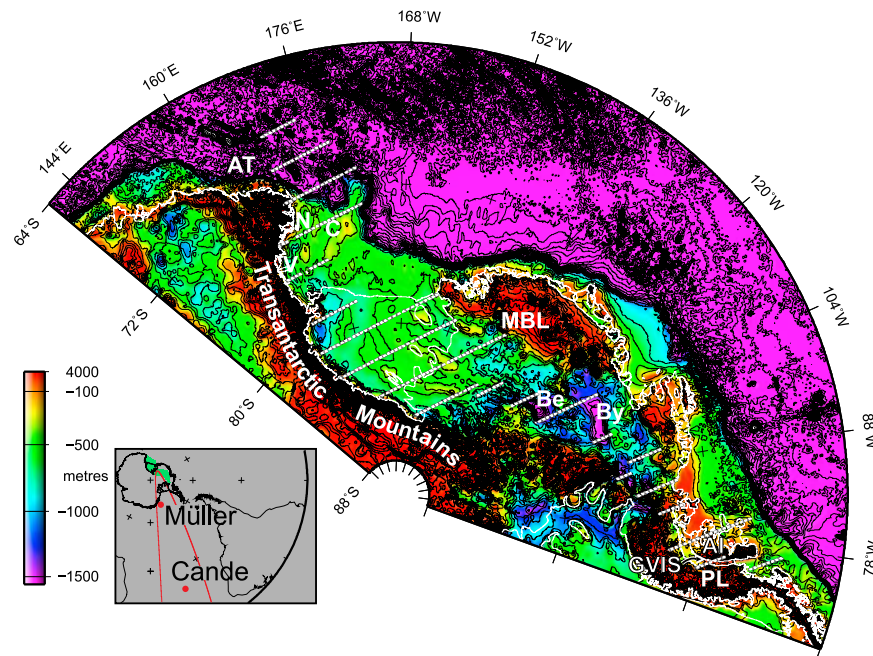 168°W
176°E
152°W
160°E
136°W
144°E
120°W
64°S
AT
N
C
V
104°W
72°S
Transantarctic
Mountains
MBL
80°S
Be
By
88°W
4000
−100
−500
metres
−1000
−1500
88°S
Müller
Cande
AI
GVIS
PL
78°W